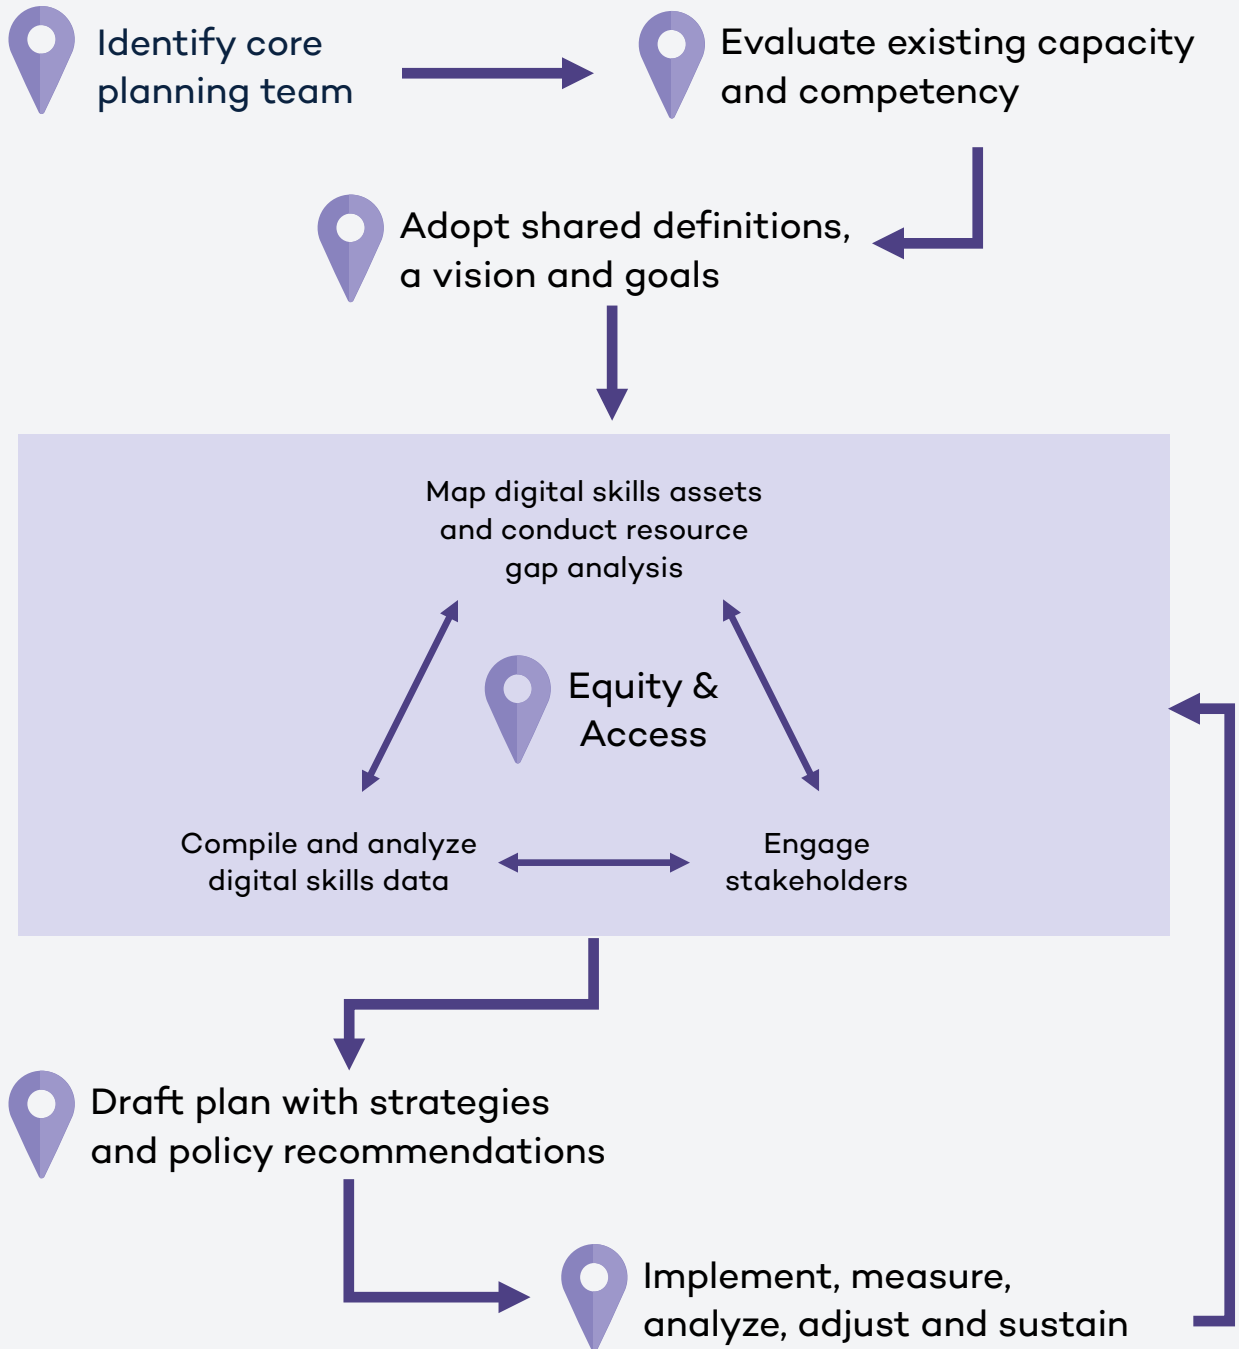 Identify core
planning team
Evaluate existing capacity
and competency
Adopt shared definitions,
a vision and goals
Map digital skills assets
and conduct resource
gap analysis
Equity &
Access
Compile and analyze
digital skills data
Engage
stakeholders
Draft plan with strategies
and policy recommendations
Implement, measure,
analyze, adjust and sustain